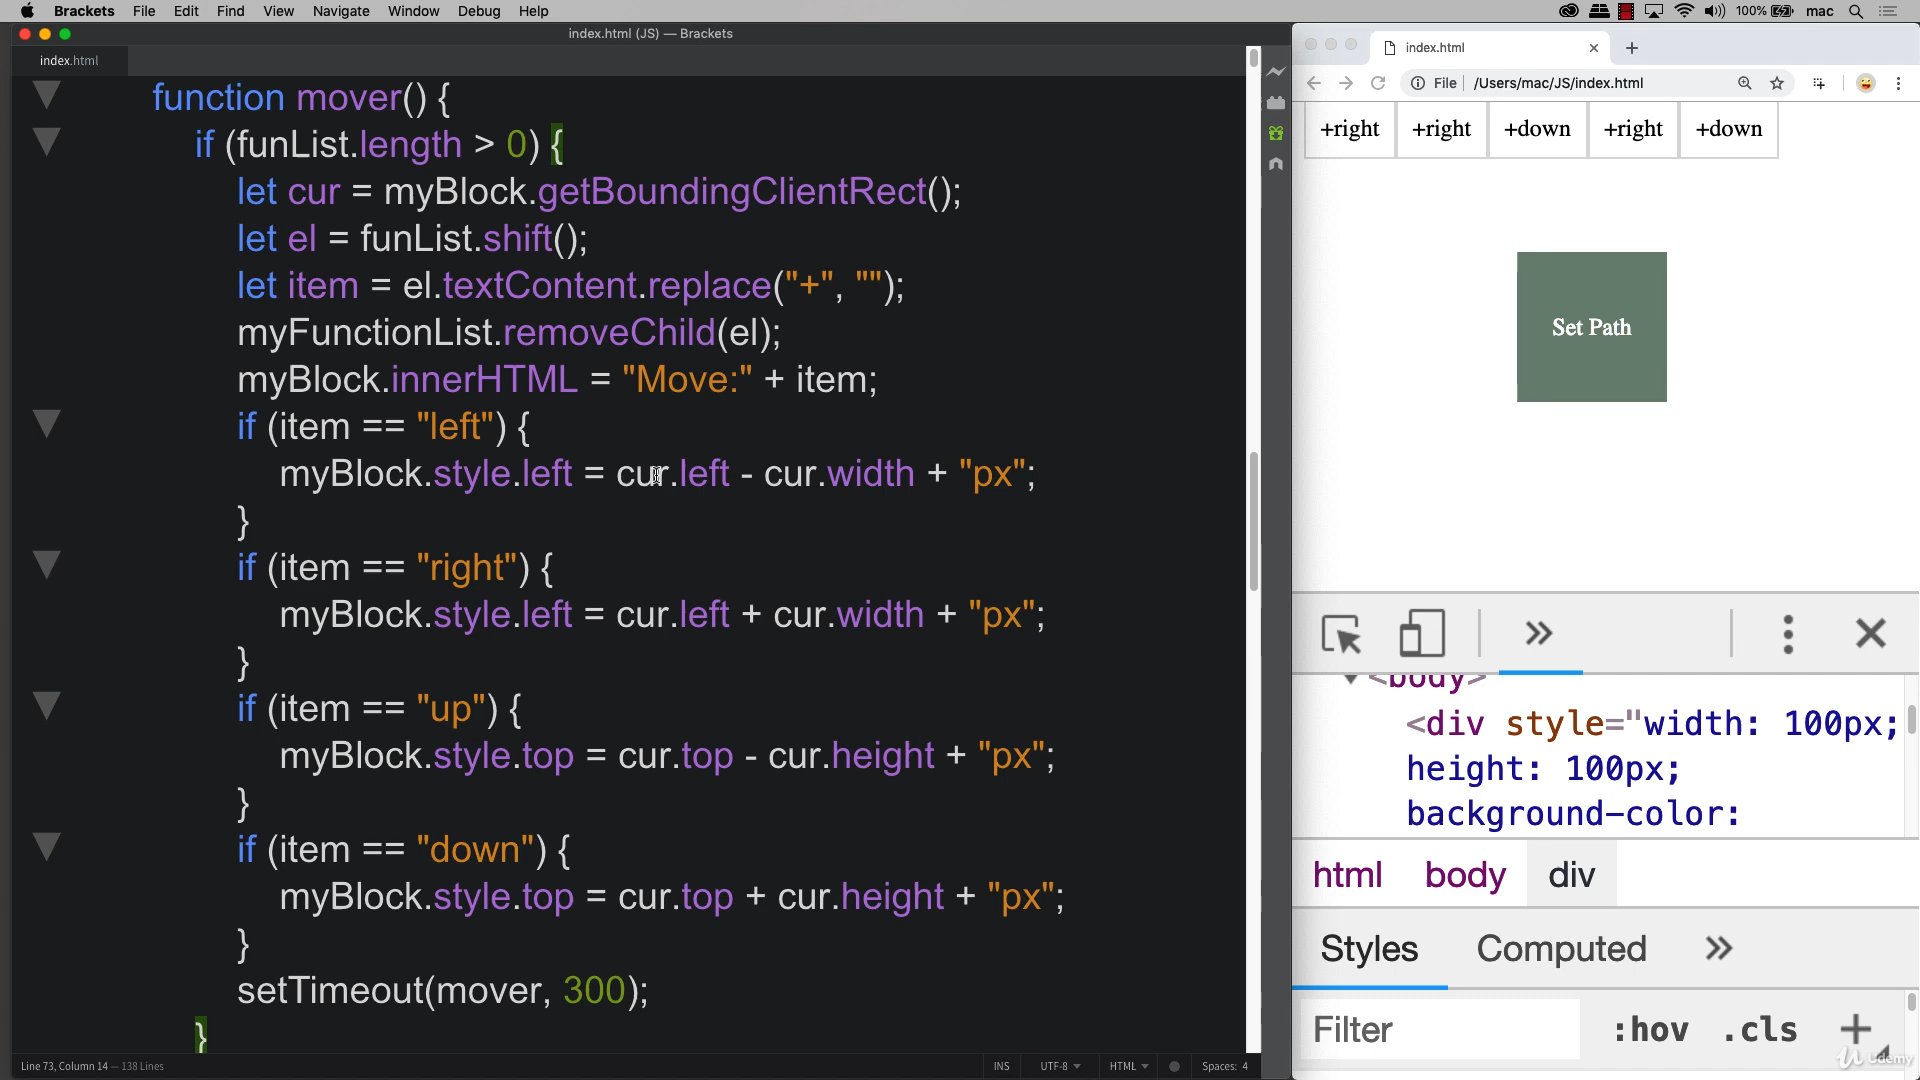 Brackets File Edit Find View Navigate Window Debug Help 100% mac
index.html (JS) — Brackets
index.html
function mover() {
if (funList.length > 0) {
let cur = myBlock.getBoundingClientRect();
let el = funList.shift();
let item = el.textContent.replace("+", "");
myFunctionList.removeChild(el);
myBlock.innerHTML = "Move:" + item;
if (item == "left") {
myBlock.style.left = cur.left - cur.width + "px";
}
if (item == "right") {
myBlock.style.left = cur.left + cur.width + "px";
}
if (item == "up") {
myBlock.style.top = cur.top - cur.height + "px";
}
if (item == "down") {
myBlock.style.top = cur.top + cur.height + "px";
}
setTimeout(mover, 300);
}
Line 73, Column 14 — 138 Lines
INS UTF-8 HTML Spaces: 4
index.html
File /Users/mac/JS/index.html
+right +right +down +right +down
Set Path
<body>
<div style="width: 100px;
height: 100px;
background-color:
html body div
Styles Computed
Filter :hov .cls
Udemy